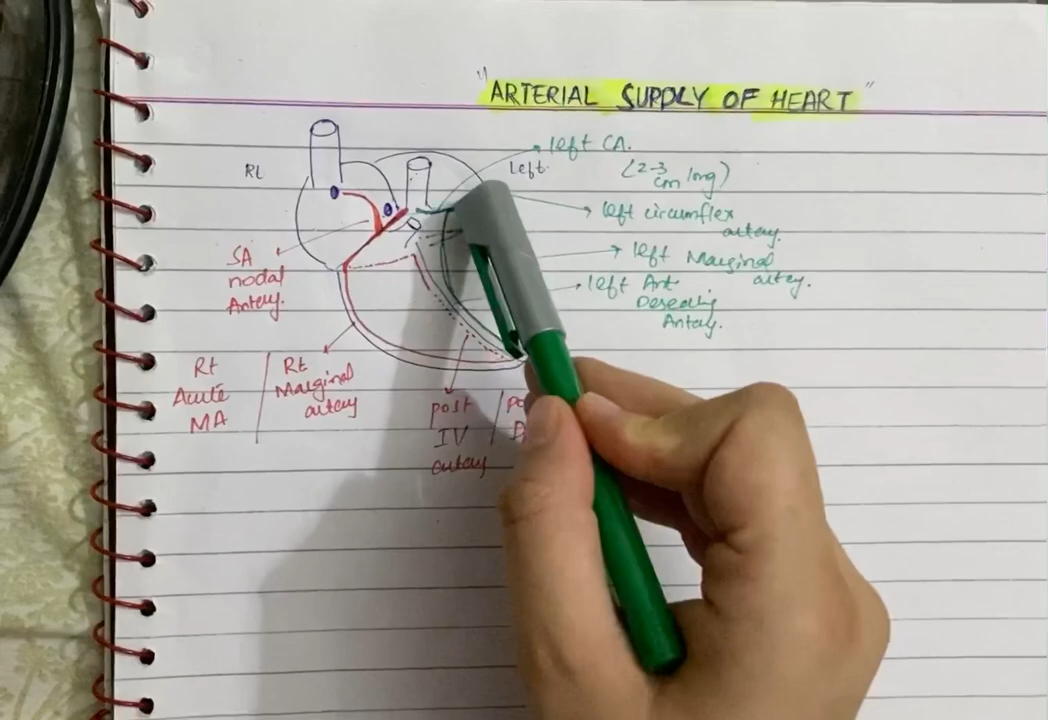 "ARTERIAL SUPPLY OF HEART"
left CA.
(2-3 cm long)
Rt
Left
left circumflex
artery.
left Marginal
artery.
left Ant
Descending
Artery.
SA
nodal
Artery.
Rt
Acute
MA
Rt
Marginal
artery
post
IV
artery